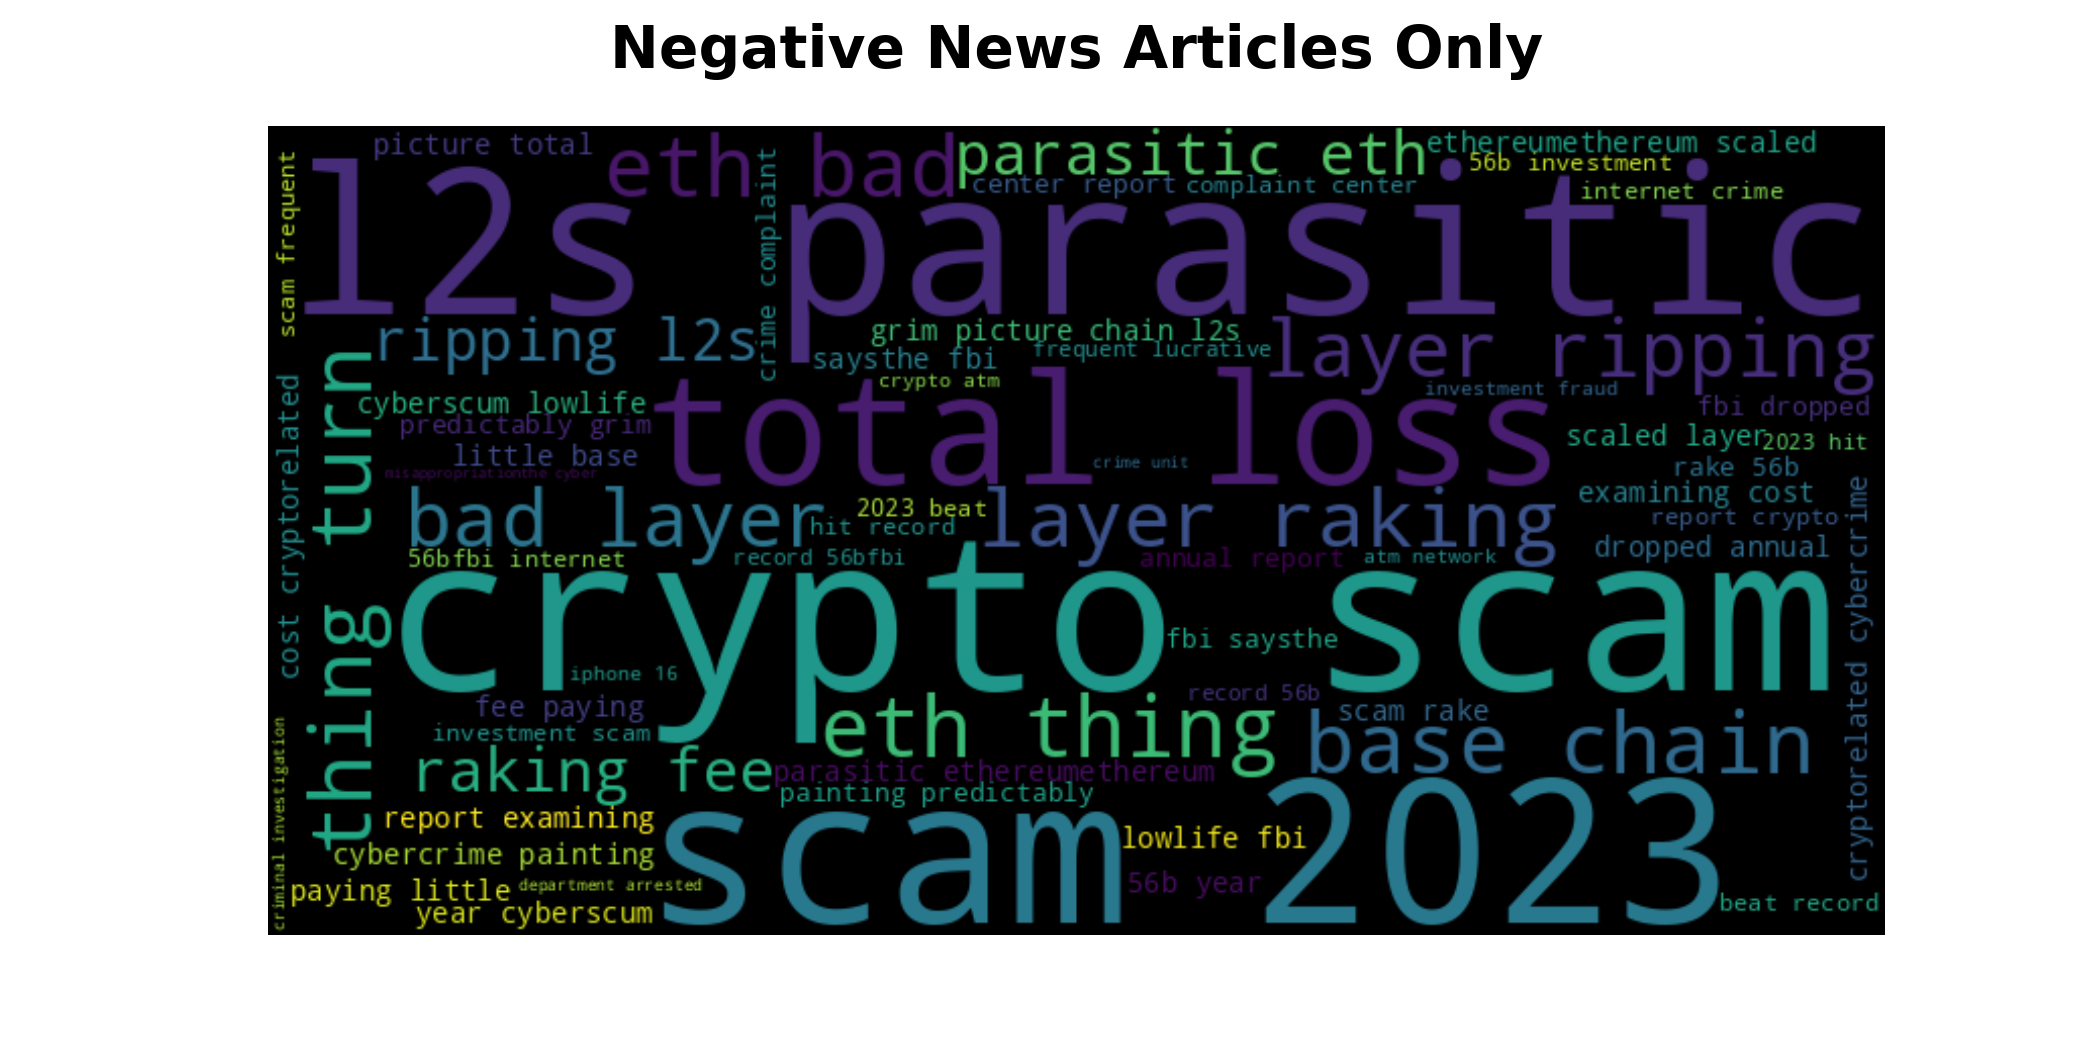 Negative News Articles Only
picture total
eth bad
parasitic eth
ethereumethereum scaled
56b investment
center report
complaint center
internet crime
scam frequent
l2s parasitic
crime complaint
ripping l2s
grim picture chain l2s
layer ripping
saysthe fbi
frequent lucrative
crypto atm
investment fraud
cyberscum lowlife
fbi dropped
predictably grim
total loss
scaled layer
2023 hit
little base
crime unit
rake 56b
misappropriationthe cyber
examining cost
bad layer
2023 beat
layer raking
hit record
report crypto
dropped annual
56bfbi internet
record 56bfbi
annual report
atm network
thing turn
cost cryptorelated
cryptorelated cybercrime
crypto scam
fbi saysthe
iphone 16
record 56b
fee paying
scam rake
investment scam
eth thing
base chain
raking fee
parasitic ethereumethereum
painting predictably
report examining
scam 2023
lowlife fbi
cybercrime painting
criminal investigation
56b year
department arrested
paying little
beat record
year cyberscum